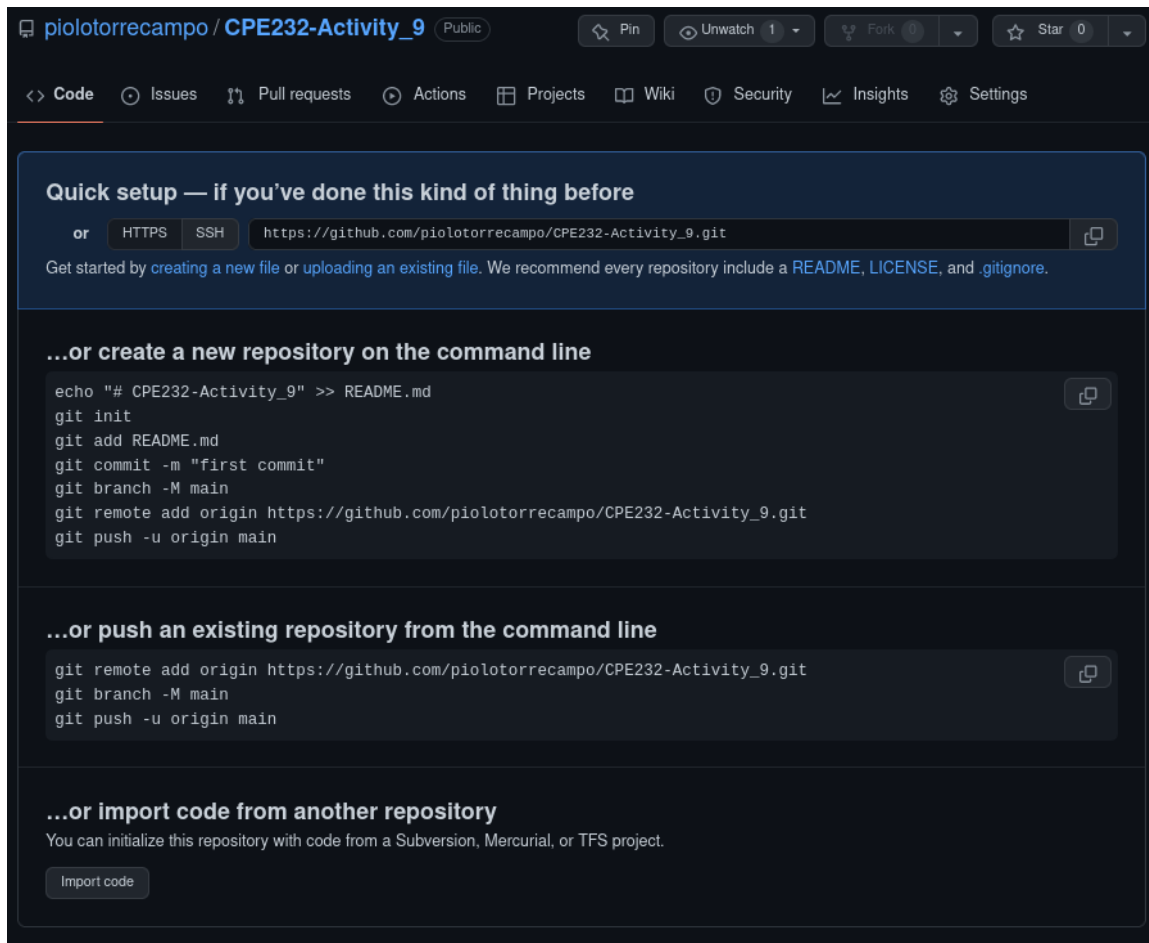 piolotorrecampo / CPE232-Activity_9 Public Pin Unwatch 1 Fork 0 Star 0
Code Issues Pull requests Actions Projects Wiki Security Insights Settings
Quick setup — if you’ve done this kind of thing before
or HTTPS SSH https://github.com/piolotorrecampo/CPE232-Activity_9.git
Get started by creating a new file or uploading an existing file. We recommend every repository include a README, LICENSE, and .gitignore.
…or create a new repository on the command line
echo "# CPE232-Activity_9" >> README.md
git init
git add README.md
git commit -m "first commit"
git branch -M main
git remote add origin https://github.com/piolotorrecampo/CPE232-Activity_9.git
git push -u origin main
…or push an existing repository from the command line
git remote add origin https://github.com/piolotorrecampo/CPE232-Activity_9.git
git branch -M main
git push -u origin main
…or import code from another repository
You can initialize this repository with code from a Subversion, Mercurial, or TFS project.
Import code